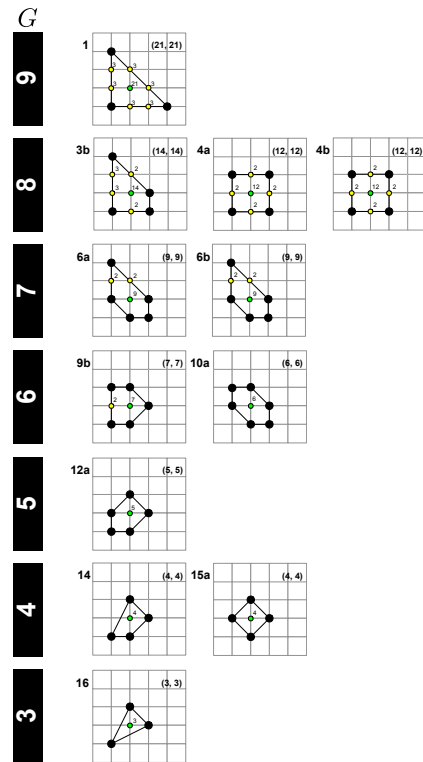 G
1 (21, 21)
3 3
9
3 21 3
3 3
3b (14, 14) 4a (12, 12) 4b (12, 12)
3 2 2 2
8
3 14 2 12 2 2 12 2
2 2 2
6a (9, 9) 6b (9, 9)
2 2 2 2
7
9 9
9b (7, 7) 10a (6, 6)
6
2 7 6
12a (5, 5)
5
5
14 (4, 4) 15a (4, 4)
4
4 4
16 (3, 3)
3
3